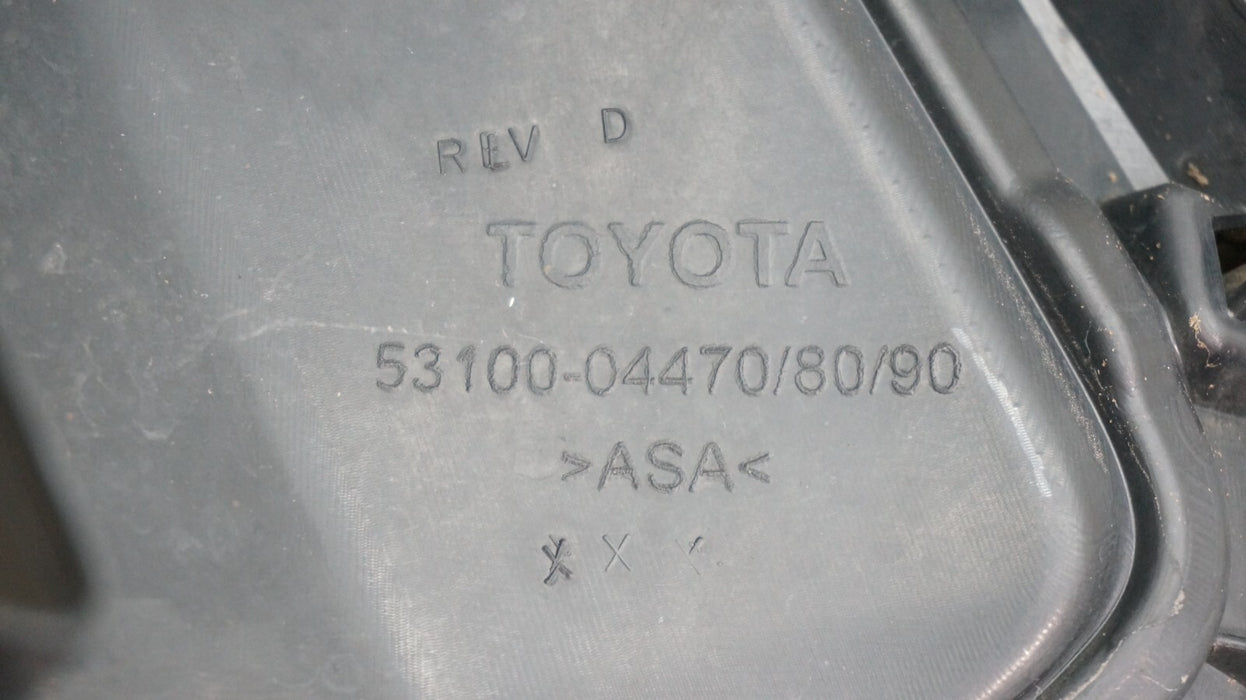 REV D
TOYOTA
53100-04470/80/90
>ASA<
X X